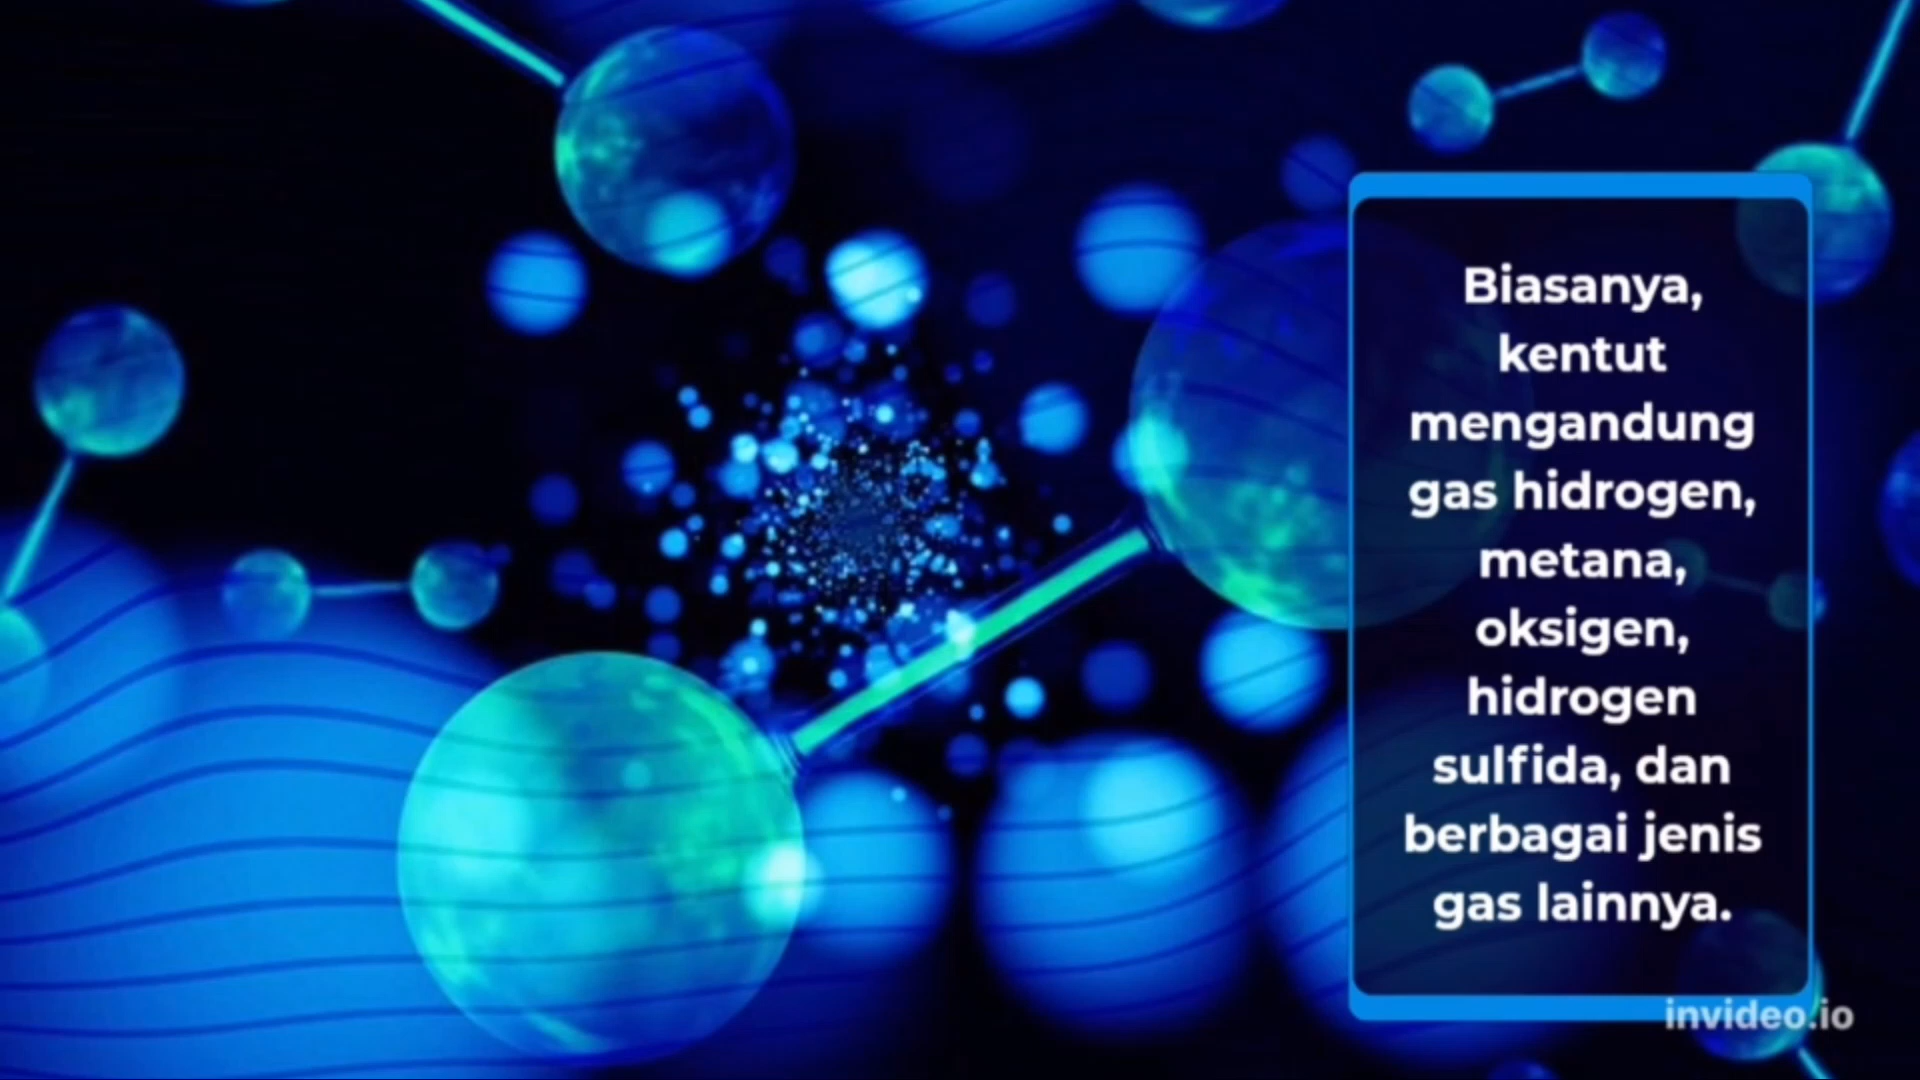 Biasanya,
kentut
mengandung
gas hidrogen,
metana,
oksigen,
hidrogen
sulfida, dan
berbagai jenis
gas lainnya.
invideo.io